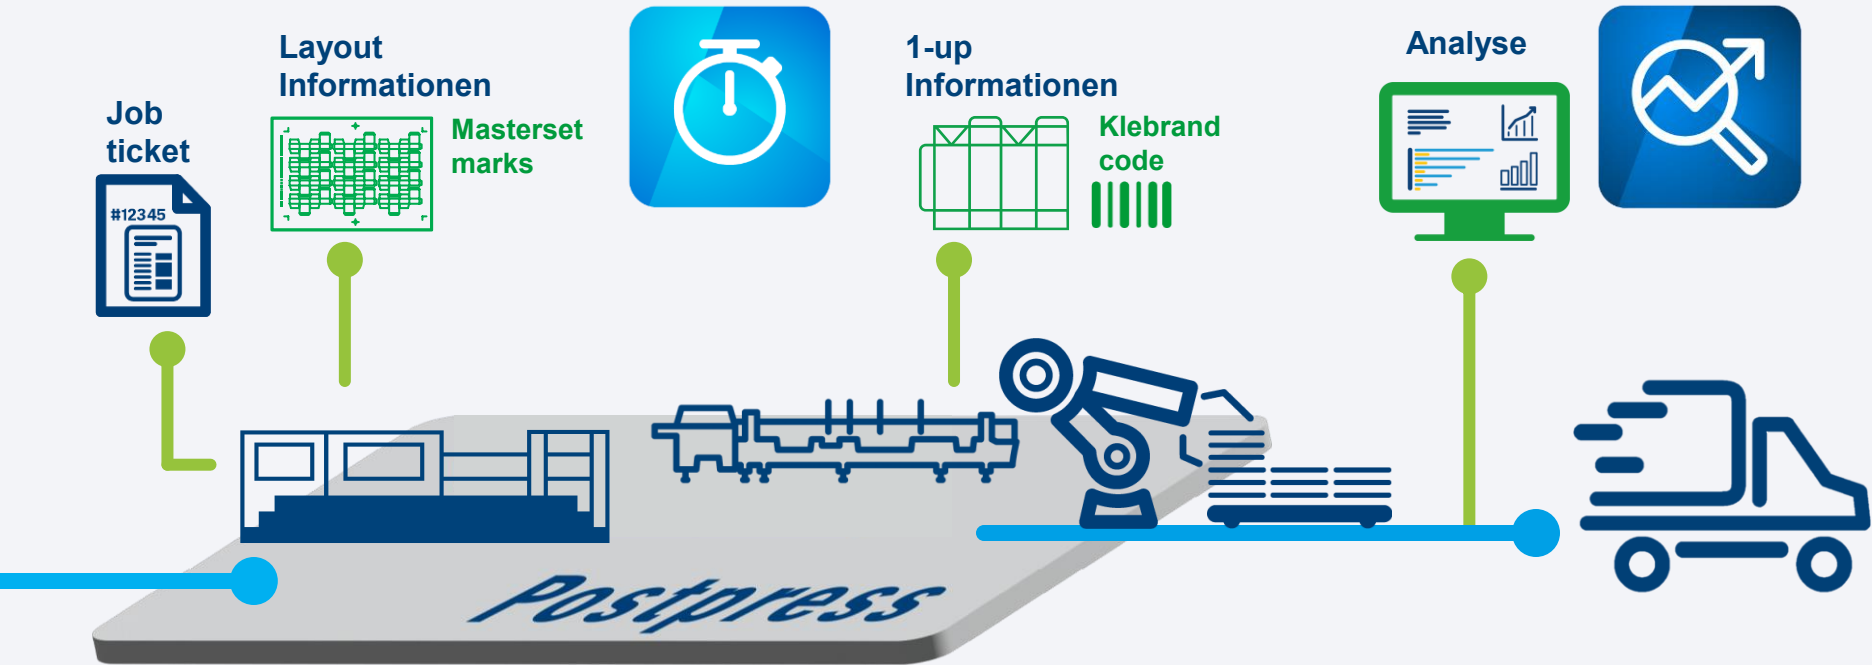 Job
ticket
#12345
Layout
Informationen
Masterset
marks
1-up
Informationen
Klebrand
code
Analyse
Postpress